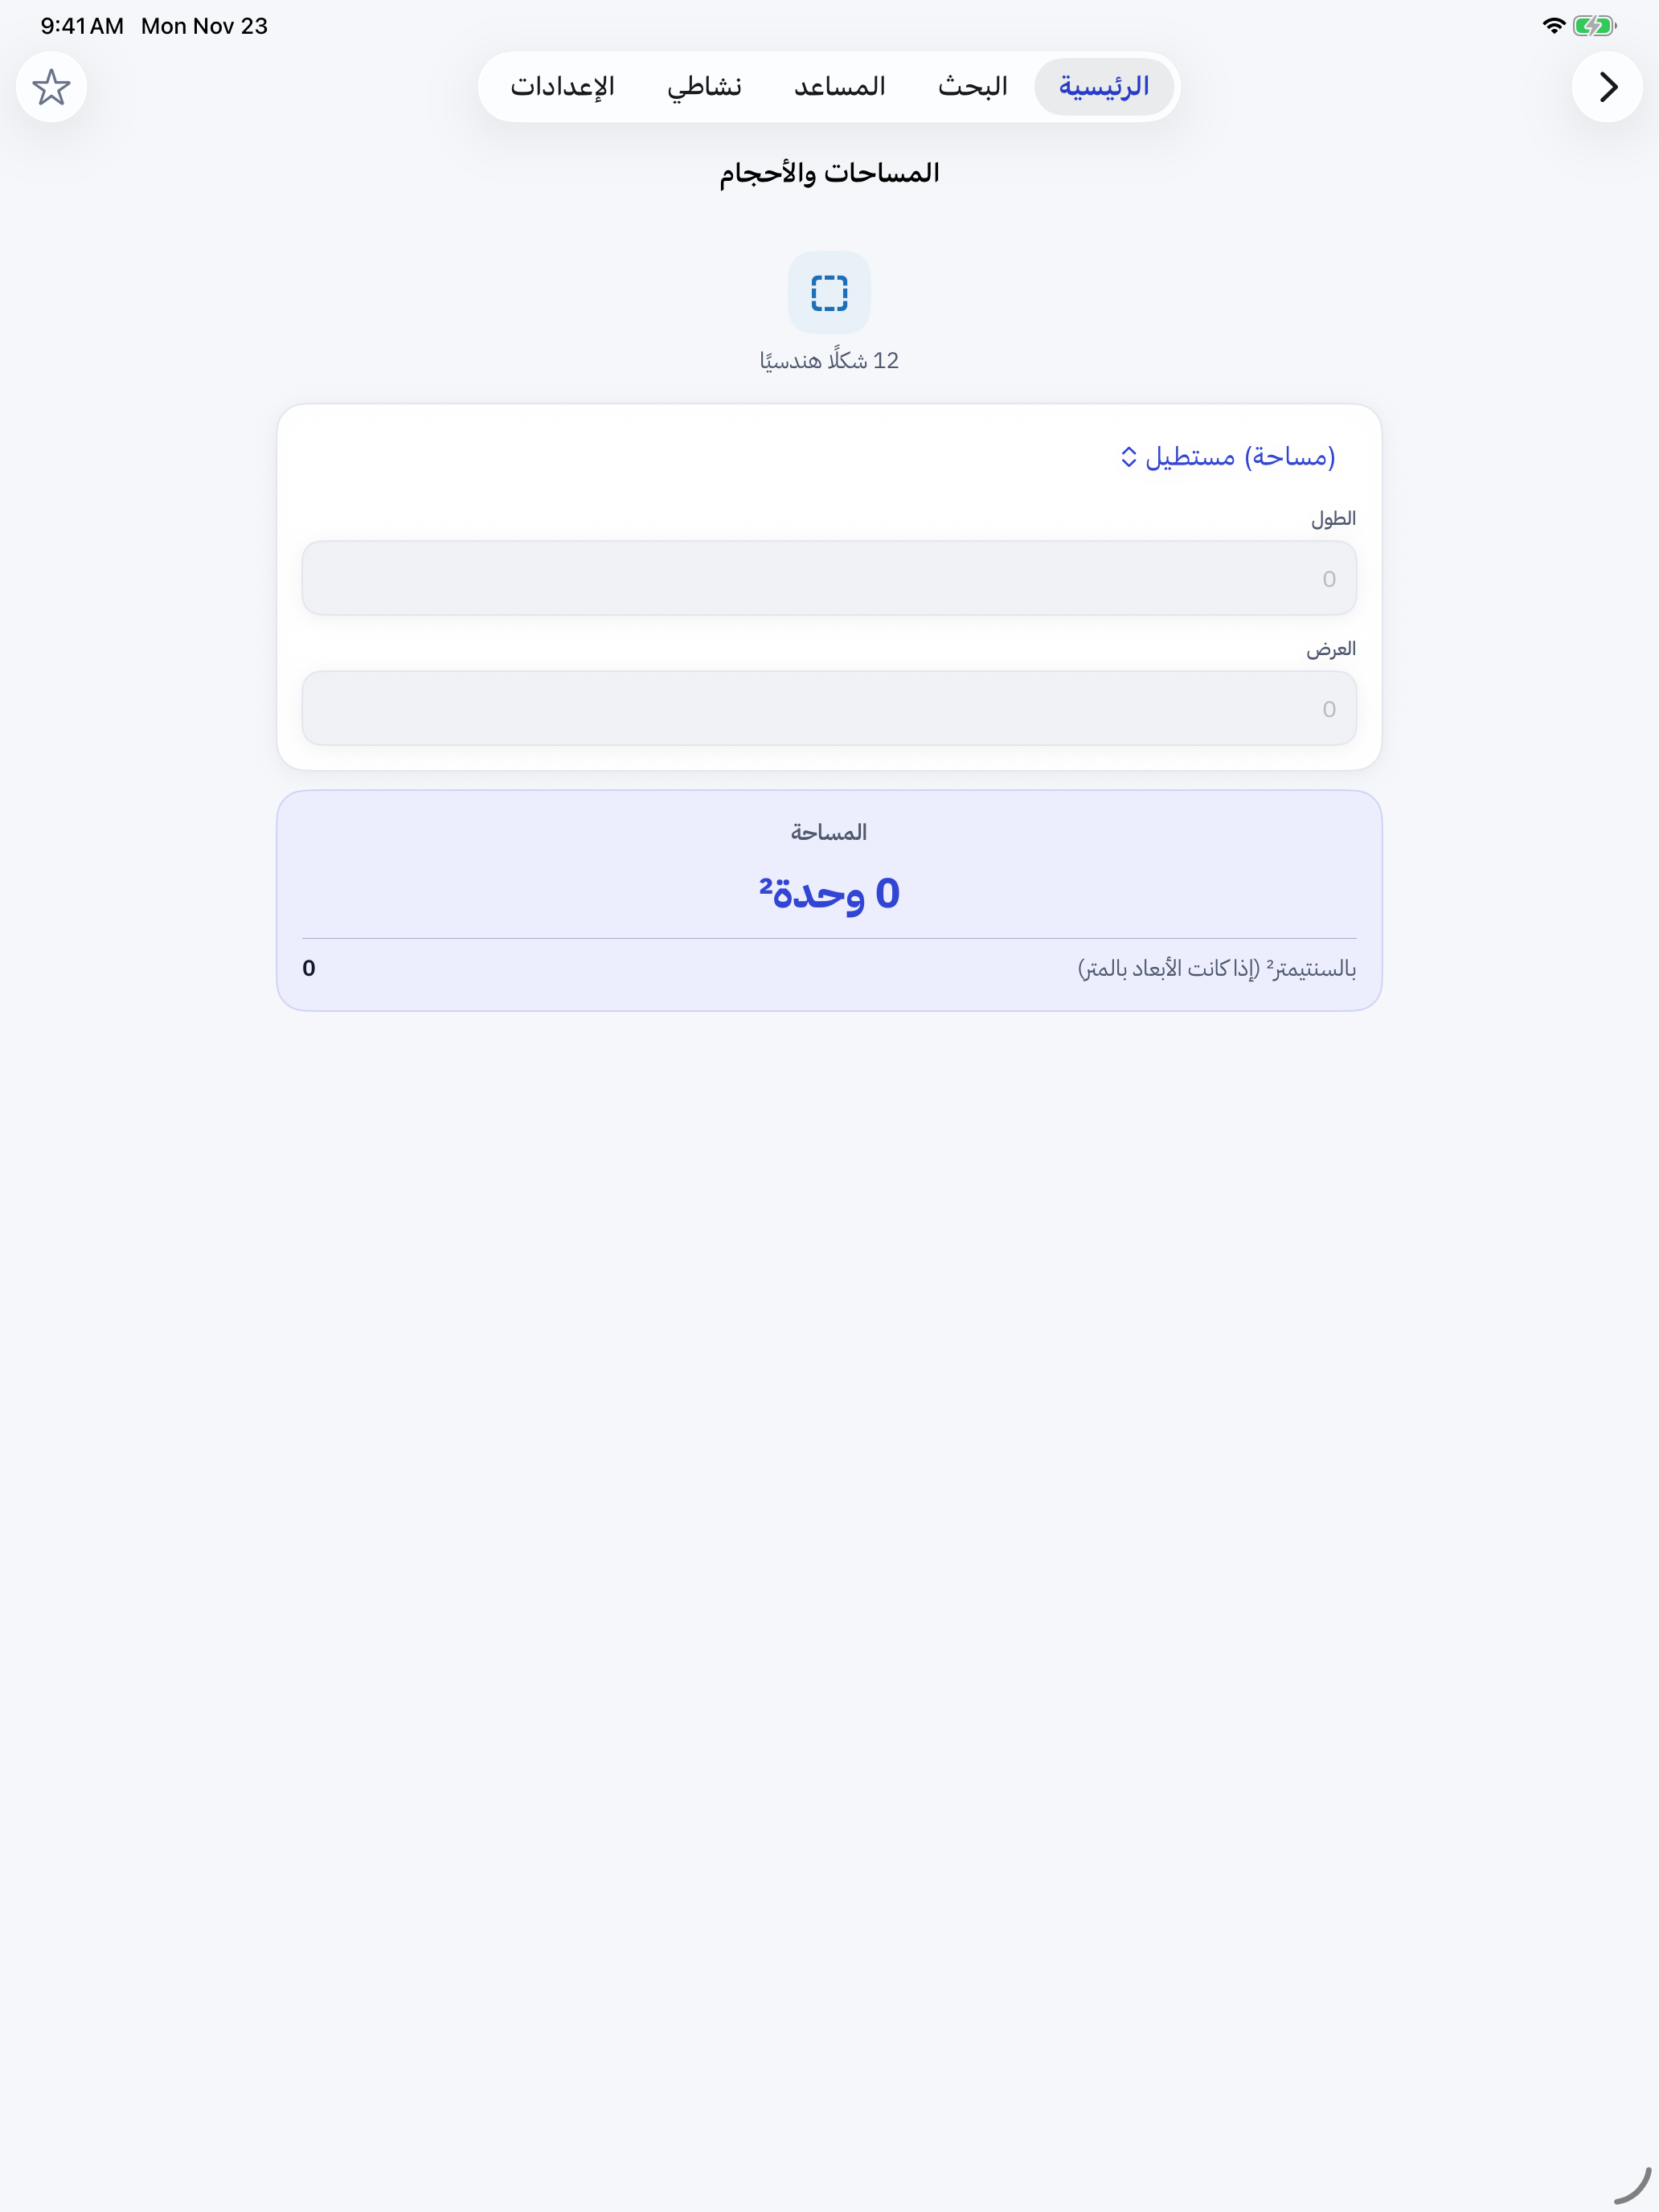 9:41 AM Mon Nov 23
الرئيسية البحث المساعد نشاطي الإعدادات
المساحات والأحجام
12 شكلًا هندسيًا
(مساحة) مستطيل
الطول
0
العرض
0
المساحة
0 وحدة²
بالسنتيمتر² (إذا كانت الأبعاد بالمتر) 0